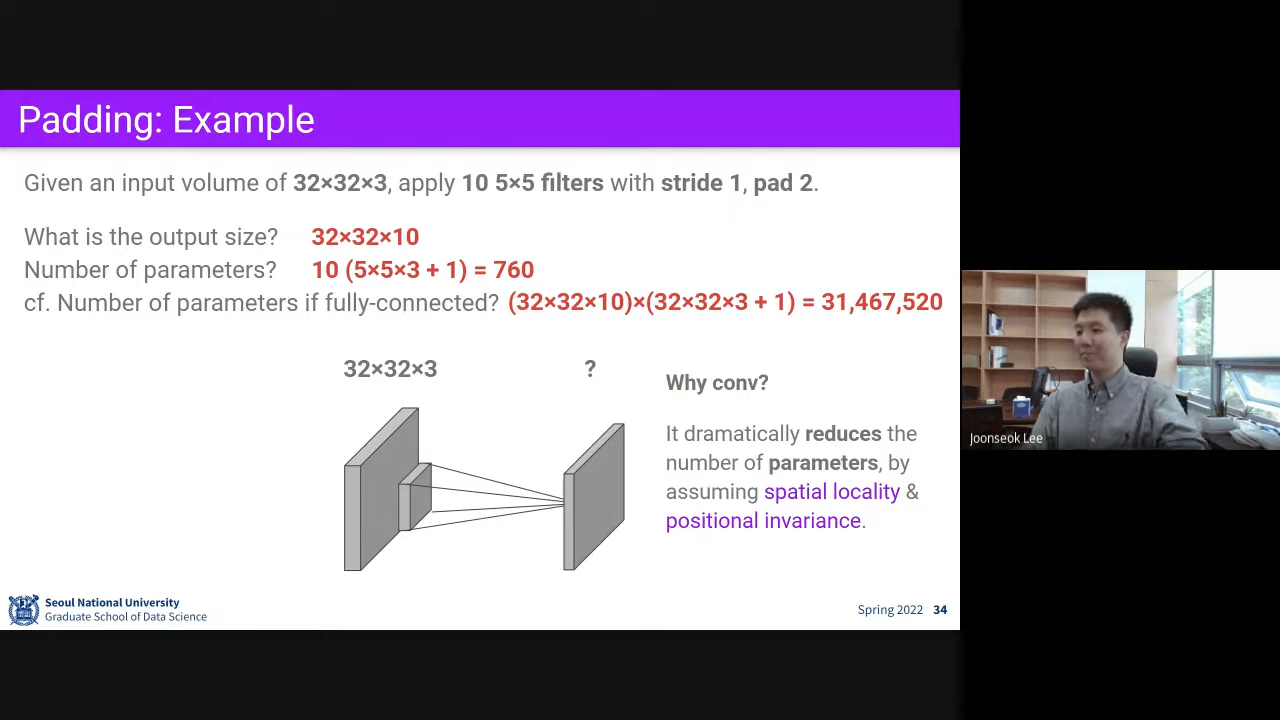 Padding: Example
Given an input volume of 32×32×3, apply 10 5×5 filters with stride 1, pad 2.
What is the output size? 32×32×10
Number of parameters? 10 (5×5×3 + 1) = 760
cf. Number of parameters if fully-connected? (32×32×10)×(32×32×3 + 1) = 31,467,520
32×32×3
?
Why conv?
It dramatically reduces the
number of parameters, by
assuming spatial locality &
positional invariance.
Joonseok Lee
Seoul National University
Graduate School of Data Science
Spring 2022 34